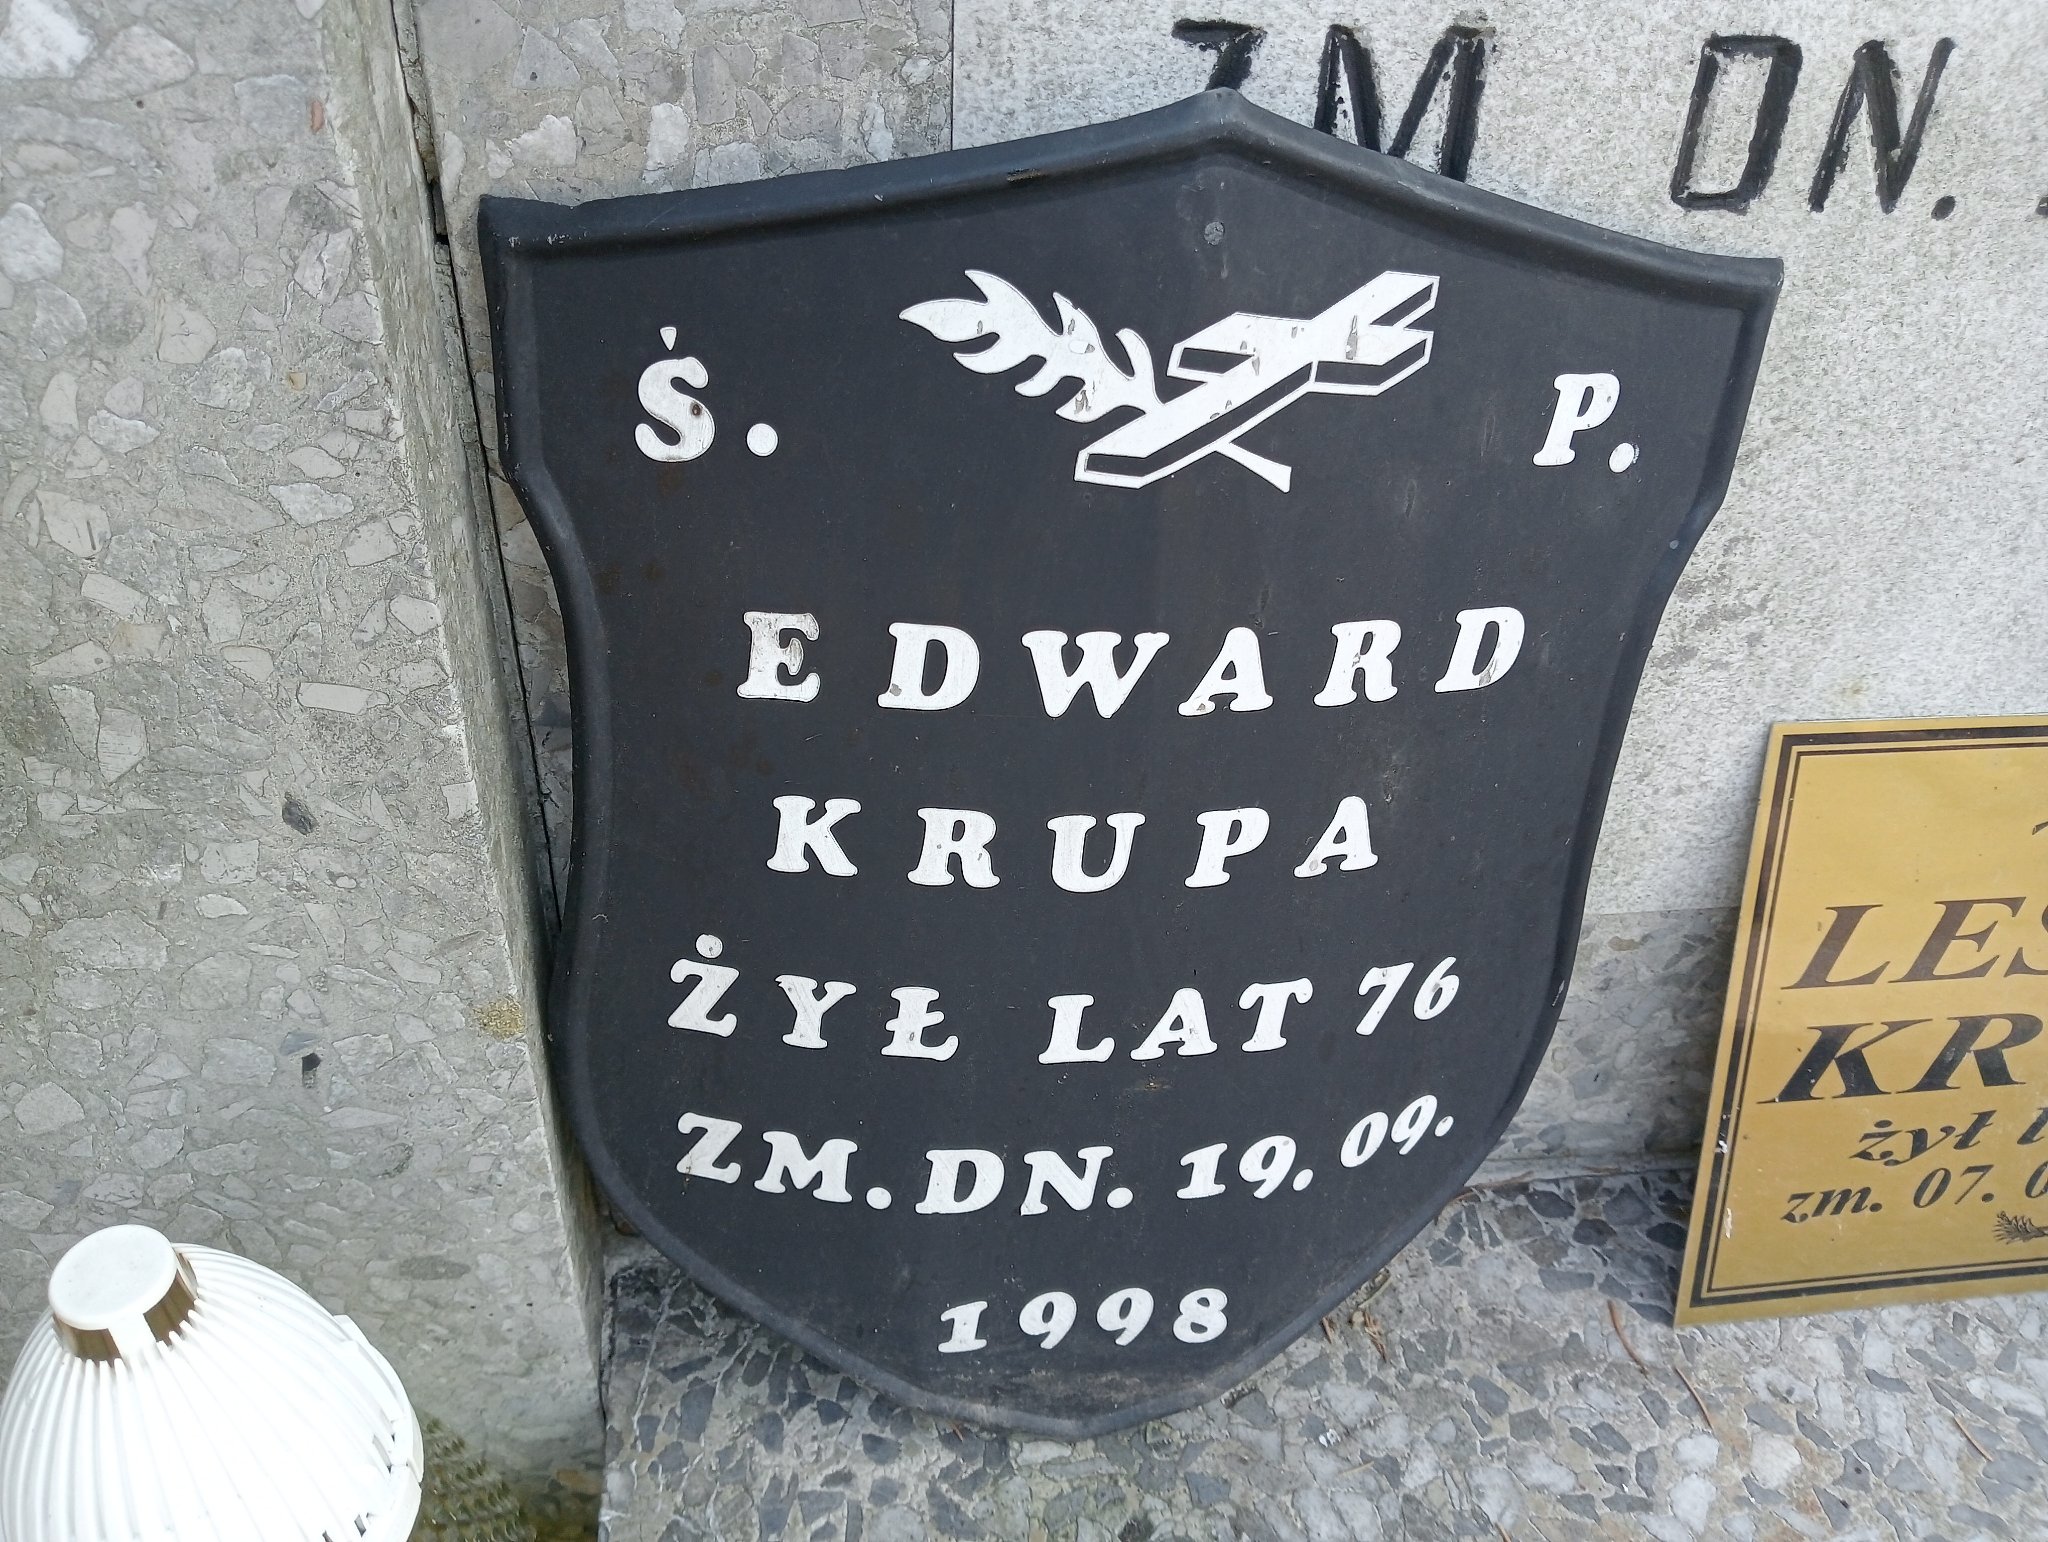 ZM DN.
Ś. P.
EDWARD
KRUPA
ŻYŁ LAT 76
ZM. DN. 19. 09.
1998
żył
zm. 07.